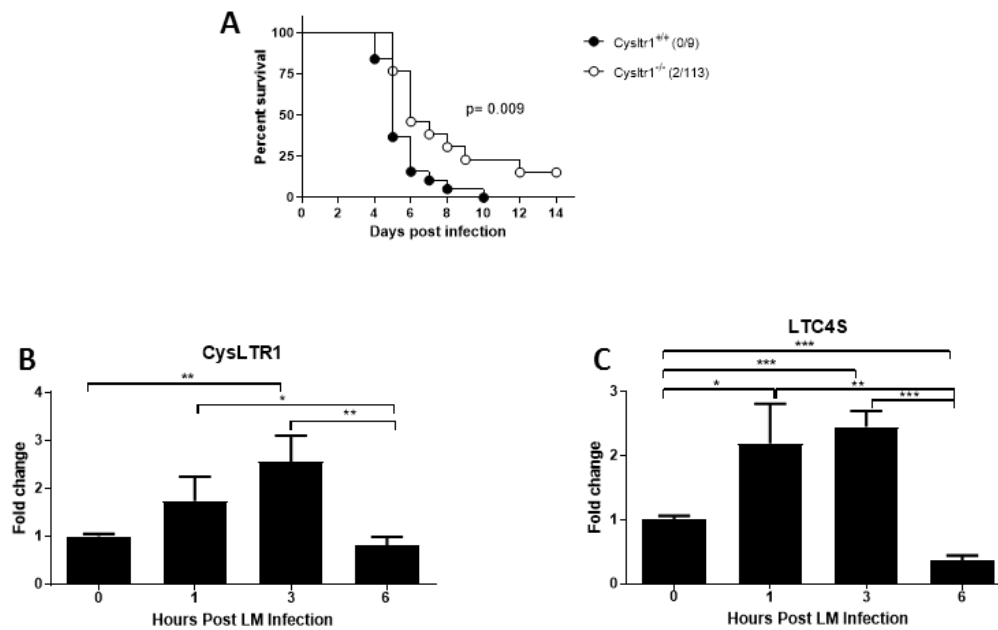 A
Cysltr1+/+ (0/9)
Cysltr1-/- (2/113)
p= 0.009
Percent survival
100
75
50
25
0
0 2 4 6 8 10 12 14
Days post infection
B
CysLTR1
**
*
**
Fold change
4
3
2
1
0
0 1 3 6
Hours Post LM Infection
C
LTC4S
***
***
* **
***
Fold change
3
2
1
0
0 1 3 6
Hours Post LM Infection